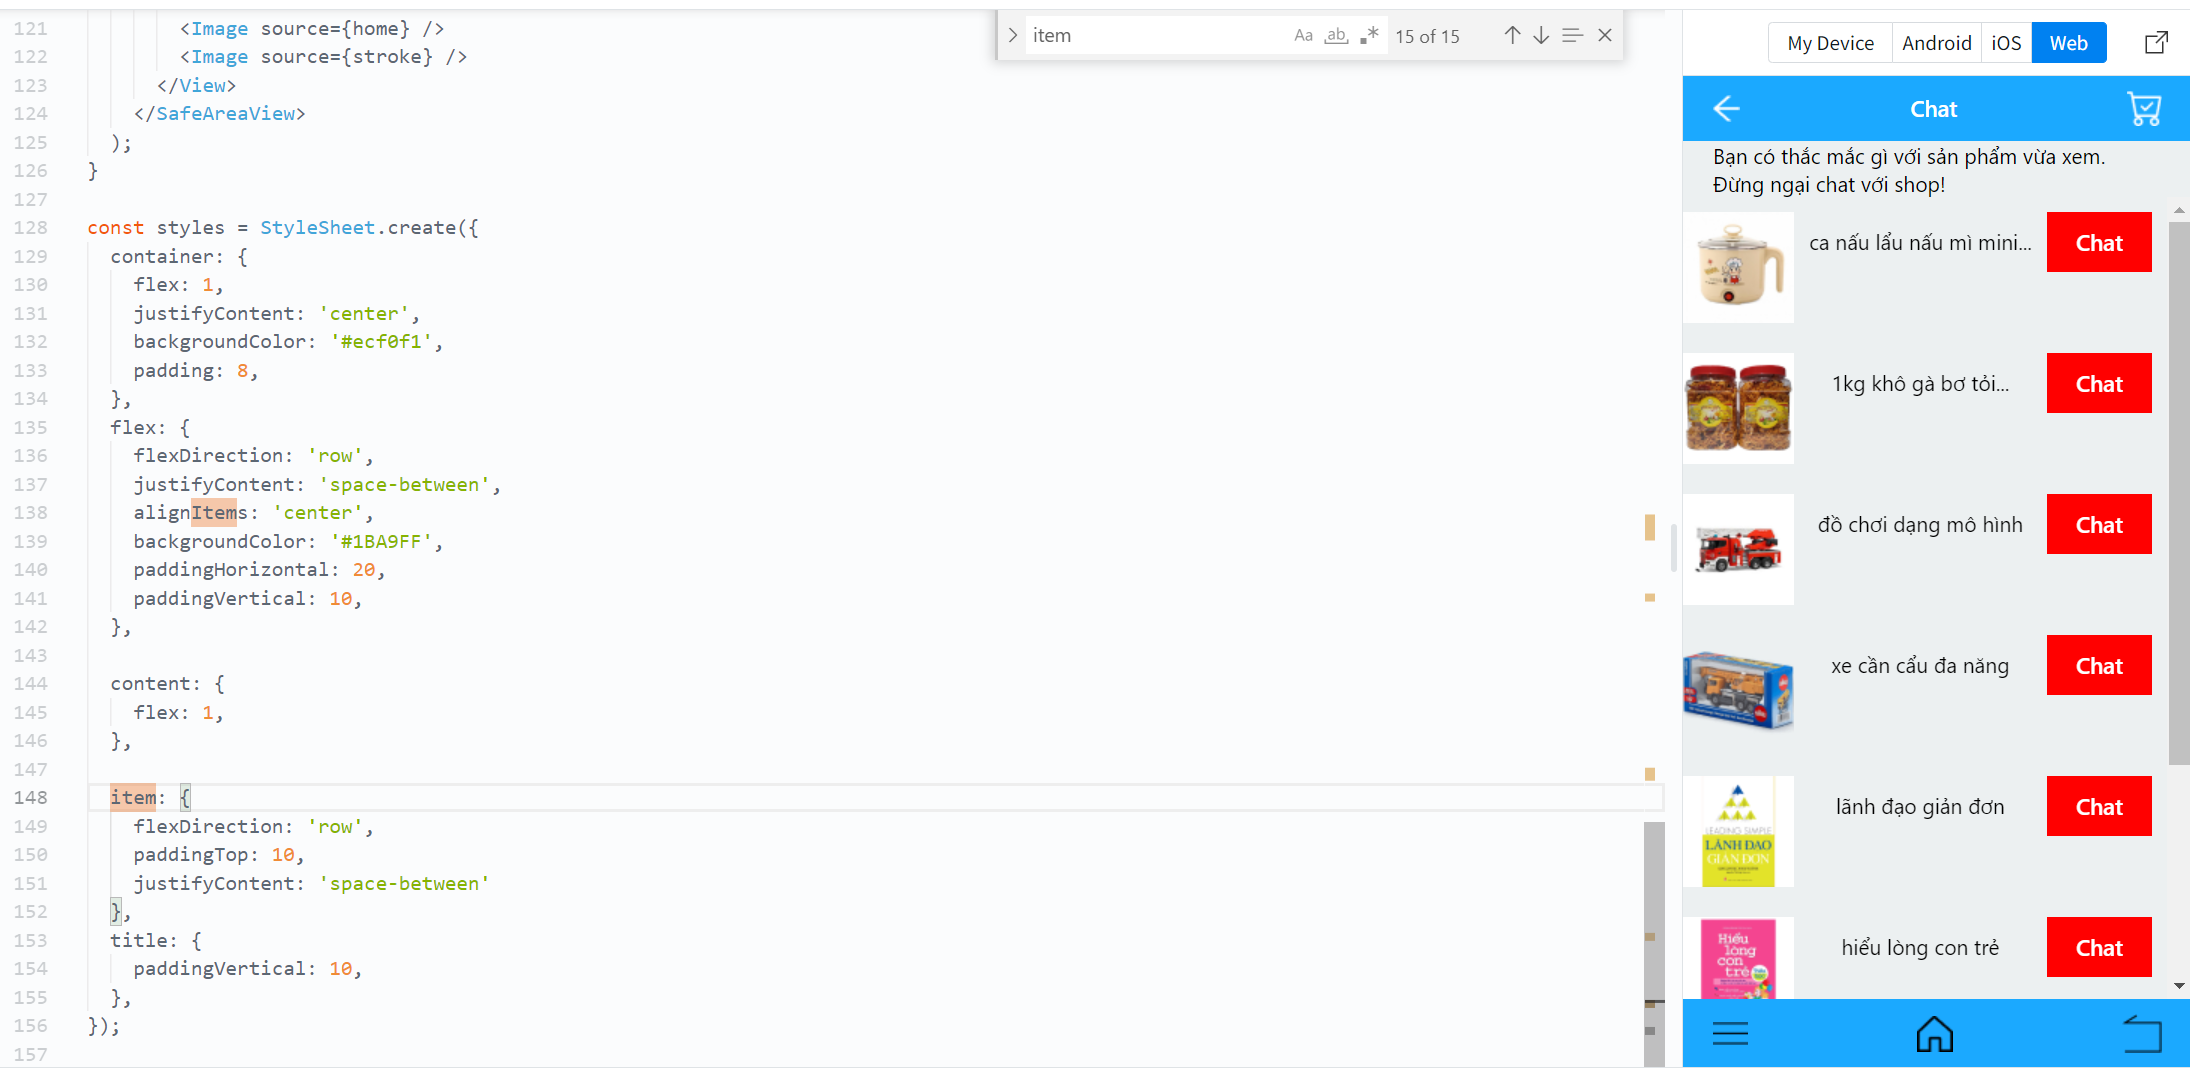 121 <Image source={home} />
122 <Image source={stroke} />
123 </View>
124 </SafeAreaView>
125 );
126 }
127
128 const styles = StyleSheet.create({
129 container: {
130 flex: 1,
131 justifyContent: 'center',
132 backgroundColor: '#ecf0f1',
133 padding: 8,
134 },
135 flex: {
136 flexDirection: 'row',
137 justifyContent: 'space-between',
138 alignItems: 'center',
139 backgroundColor: '#1BA9FF',
140 paddingHorizontal: 20,
141 paddingVertical: 10,
142 },
143
144 content: {
145 flex: 1,
146 },
147
148 item: {
149 flexDirection: 'row',
150 paddingTop: 10,
151 justifyContent: 'space-between'
152 },
153 title: {
154 paddingVertical: 10,
155 },
156 });
157
item Aa ab 15 of 15
My Device Android iOS Web
Chat
Bạn có thắc mắc gì với sản phẩm vừa xem.
Đừng ngại chat với shop!
ca nấu lẩu nấu mì mini... Chat
1kg khô gà bơ tỏi... Chat
đồ chơi dạng mô hình Chat
xe cần cẩu đa năng Chat
LEADING SIMPLE
LÃNH ĐẠO
GIẢN ĐƠN
lãnh đạo giản đơn Chat
Hiểu
lòng
con
trẻ
hiểu lòng con trẻ Chat